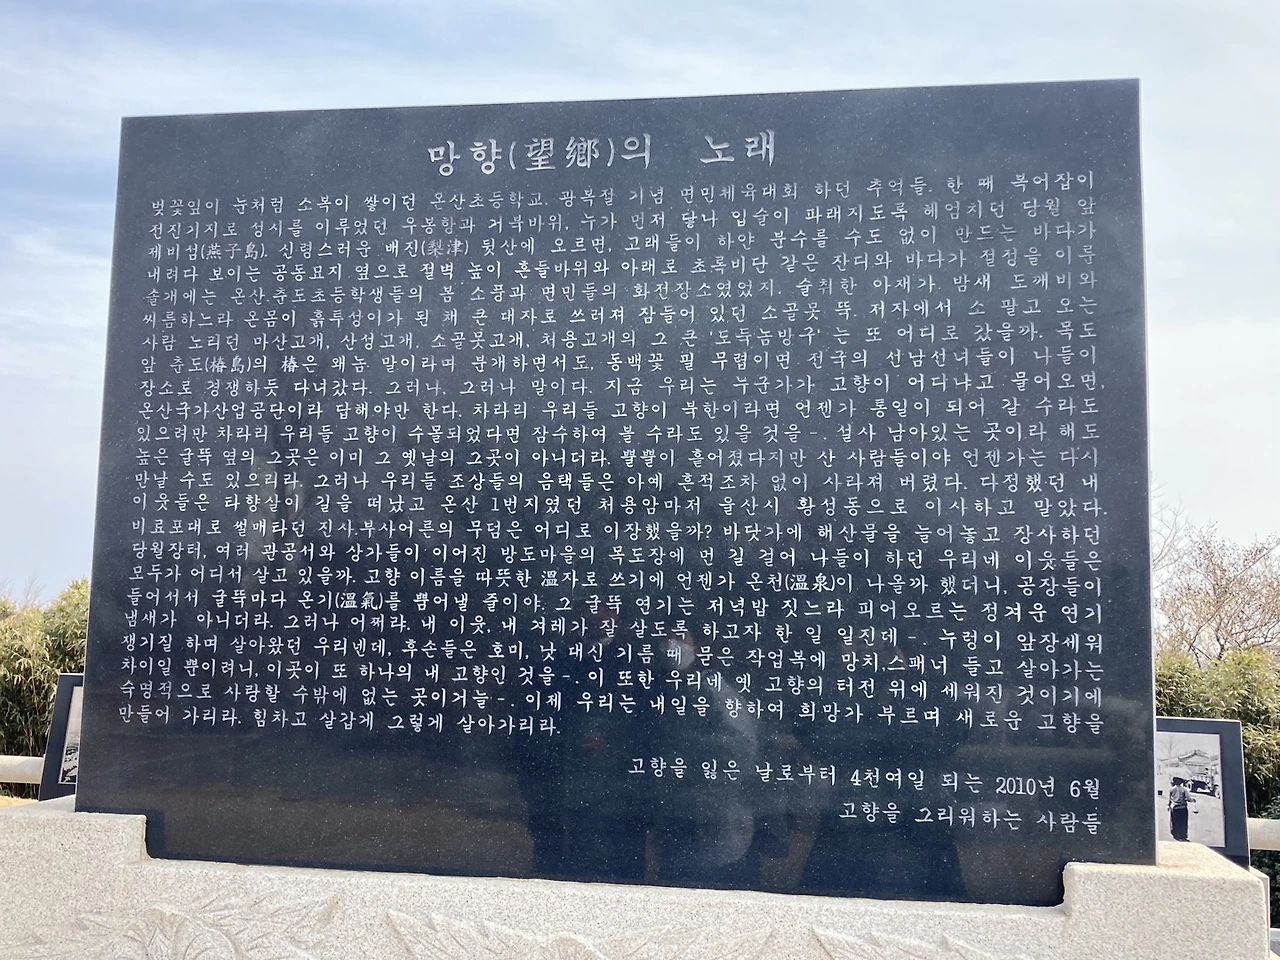 망향(望鄕)의 노래
벚꽃잎이 눈처럼 소복이 쌓이던 온산초등학교. 광복절 기념 면민체육대회 하던 추억들. 한 때 복어잡이
전진기지로 성시를 이루었던 우봉항과 거북바위, 누가 먼저 닿나 입술이 파래지도록 헤엄치던 당월 앞
제비섬(燕子島). 신령스러운 배진(梨津) 뒷산에 오르면, 고래들이 하얀 분수를 수도 없이 만드는 바다가
내려다 보이는 공동묘지 옆으로 절벽 높이 흔들바위와 아래로 초록비단 같은 잔디와 바다가 절정을 이룬
솔개에는 온산.춘도초등학생들의 봄 소풍과 면민들의 화전장소였었지. 술취한 아재가. 밤새 도깨비와
씨름하느라 온몸이 흙투성이가 된 채 큰 대자로 쓰러져 잠들어 있던 소골못 뚝. 저자에서 소 팔고 오는
사람 노리던 마산고개, 산성고개, 소골못고개, 처용고개의 그 큰 '도둑놈방구' 는 또 어디로 갔을까. 목도
앞 춘도(椿島)의 椿은 왜놈 말이라며 분개하면서도, 동백꽃 필 무렵이면 전국의 선남선녀들이 나들이
장소로 경쟁하듯 다녀갔다. 그러나, 그러나 말이다. 지금 우리는 누군가가 고향이 어디냐고 물어오면,
온산국가산업공단이라 답해야만 한다. 차라리 우리들 고향이 북한이라면 언젠가 통일이 되어 갈 수라도
있으려만 차라리 우리들 고향이 수몰되었다면 잠수하여 볼 수라도 있을 것을-. 설사 남아있는 곳이라 해도
높은 굴뚝 옆의 그곳은 이미 그 옛날의 그곳이 아니더라. 뿔뿔이 흩어졌다지만 산 사람들이야 언젠가는 다시
만날 수도 있으리라. 그러나 우리들 조상들의 음택들은 아예 흔적조차 없이 사라져 버렸다. 다정했던 내
이웃들은 타향살이 길을 떠났고 온산 1번지였던 처용암마저 울산시 황성동으로 이사하고 말았다.
비료포대로 썰매타던 진사.부사어른의 무덤은 어디로 이장했을까? 바닷가에 해산물을 늘어놓고 장사하던
당월장터, 여러 관공서와 상가들이 이어진 방도마을의 목도장에 먼 길 걸어 나들이 하던 우리네 이웃들은
모두가 어디서 살고 있을까. 고향 이름을 따뜻한 溫자로 쓰기에 언젠가 온천(溫泉)이 나올까 했더니, 공장들이
들어서서 굴뚝마다 온기(溫氣)를 뿜어낼 줄이야. 그 굴뚝 연기는 저녁밥 짓느라 피어오르는 정겨운 연기
냄새가 아니더라. 그러나 어쩌랴. 내 이웃, 내 겨레가 잘 살도록 하고자 한 일 일진데-. 누렁이 앞장세워
쟁기질 하며 살아왔던 우리넨데, 후손들은 호미, 낫 대신 기름 때 묻은 작업복에 망치,스패너 들고 살아가는
차이일 뿐이려니, 이곳이 또 하나의 내 고향인 것을-. 이 또한 우리네 옛 고향의 터전 위에 세워진 것이기에
숙명적으로 사랑할 수밖에 없는 곳이거늘-. 이제 우리는 내일을 향하여 희망가 부르며 새로운 고향을
만들어 가리라. 힘차고 살갑게 그렇게 살아가리라.
고향을 잃은 날로부터 4천여일 되는 2010년 6월
고향을 그리워하는 사람들